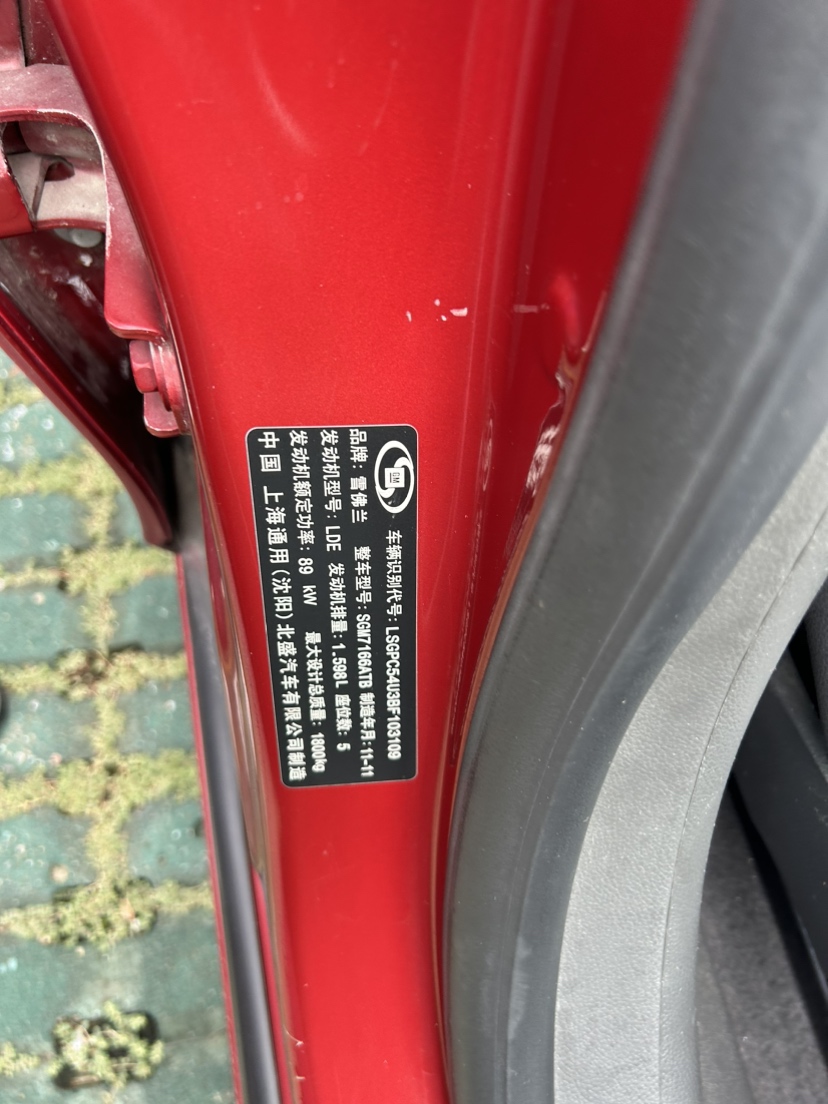 GM 车辆识别代号: LSGPC54U3BF103109
品牌: 雪佛兰 整车型号: SGM7166ATB 制造年月: 11-11
发动机型号: LDE 发动机排量: 1.598L 座位数: 5
发动机额定功率: 89 kW 最大设计总质量: 1800kg
中国 上海通用(沈阳)北盛汽车有限公司制造